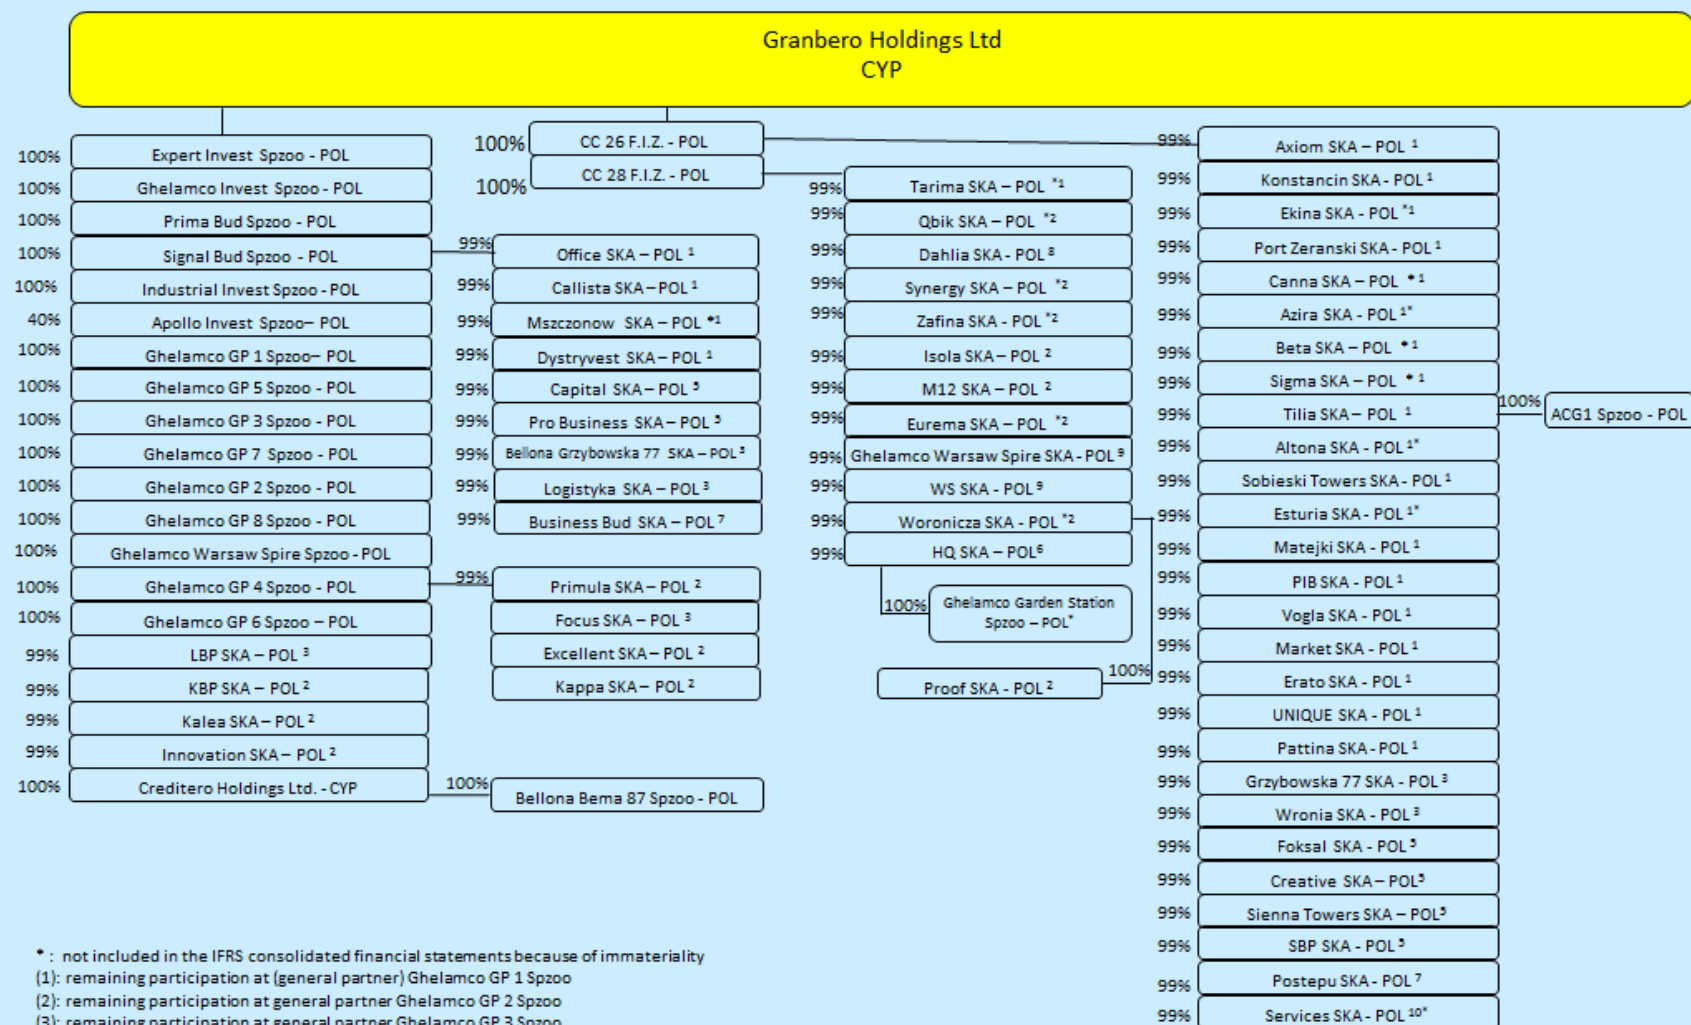 Granbero Holdings Ltd
CYP
100% Expert Invest Spzoo - POL
100% Ghelamco Invest Spzoo - POL
100% Prima Bud Spzoo - POL
100% Signal Bud Spzoo - POL
100% Industrial Invest Spzoo - POL
40% Apollo Invest Spzoo– POL
100% Ghelamco GP 1 Spzoo– POL
100% Ghelamco GP 5 Spzoo - POL
100% Ghelamco GP 3 Spzoo - POL
100% Ghelamco GP 7 Spzoo - POL
100% Ghelamco GP 2 Spzoo - POL
100% Ghelamco GP 8 Spzoo - POL
100% Ghelamco Warsaw Spire Spzoo - POL
100% Ghelamco GP 4 Spzoo - POL
100% Ghelamco GP 6 Spzoo – POL
99% LBP SKA – POL ³
99% KBP SKA – POL ²
99% Kalea SKA – POL ²
99% Innovation SKA – POL ²
100% Creditero Holdings Ltd. - CYP
100% CC 26 F.I.Z. - POL
100% CC 28 F.I.Z. - POL
99% Office SKA – POL ¹
99% Callista SKA – POL ¹
99% Mszczonow SKA – POL *¹
99% Dystryvest SKA – POL ¹
99% Capital SKA – POL ⁵
99% Pro Business SKA – POL ⁵
99% Bellona Grzybowska 77 SKA – POL ³
99% Logistyka SKA – POL ³
99% Business Bud SKA – POL ⁷
99% Primula SKA – POL ²
Focus SKA – POL ³
Excellent SKA – POL ²
Kappa SKA – POL ²
100% Bellona Bema 87 Spzoo - POL
99% Tarima SKA – POL *¹
99% Qbik SKA – POL *²
99% Dahlia SKA - POL ⁸
99% Synergy SKA – POL *²
99% Zafina SKA - POL *²
99% Isola SKA – POL ²
99% M12 SKA – POL ²
99% Eurema SKA – POL *²
99% Ghelamco Warsaw Spire SKA - POL ⁹
99% WS SKA - POL ⁹
99% Woronicza SKA - POL *²
99% HQ SKA – POL⁶
100% Ghelamco Garden Station
Spzoo – POL*
100% Proof SKA - POL ²
99% Axiom SKA – POL ¹
99% Konstancin SKA - POL ¹
99% Ekina SKA - POL *¹
99% Port Zeranski SKA - POL ¹
99% Canna SKA – POL *¹
99% Azira SKA - POL ¹*
99% Beta SKA – POL *¹
99% Sigma SKA – POL *¹
99% Tilia SKA – POL ¹
100% ACG1 Spzoo - POL
99% Altona SKA - POL ¹*
99% Sobieski Towers SKA - POL ¹
99% Esturia SKA - POL ¹*
99% Matejki SKA - POL ¹
99% PIB SKA - POL ¹
99% Vogla SKA - POL ¹
99% Market SKA - POL ¹
99% Erato SKA - POL ¹
99% UNIQUE SKA - POL ¹
99% Pattina SKA - POL ¹
99% Grzybowska 77 SKA - POL ³
99% Wronia SKA - POL ³
99% Foksal SKA - POL ⁵
99% Creative SKA – POL⁵
99% Sienna Towers SKA – POL⁵
99% SBP SKA - POL ⁵
99% Postepu SKA - POL ⁷
99% Services SKA - POL ¹⁰*
* : not included in the IFRS consolidated financial statements because of immateriality
(1): remaining participation at (general partner) Ghelamco GP 1 Spzoo
(2): remaining participation at general partner Ghelamco GP 2 Spzoo
(3): remaining participation at general partner Ghelamco GP 3 Spzoo